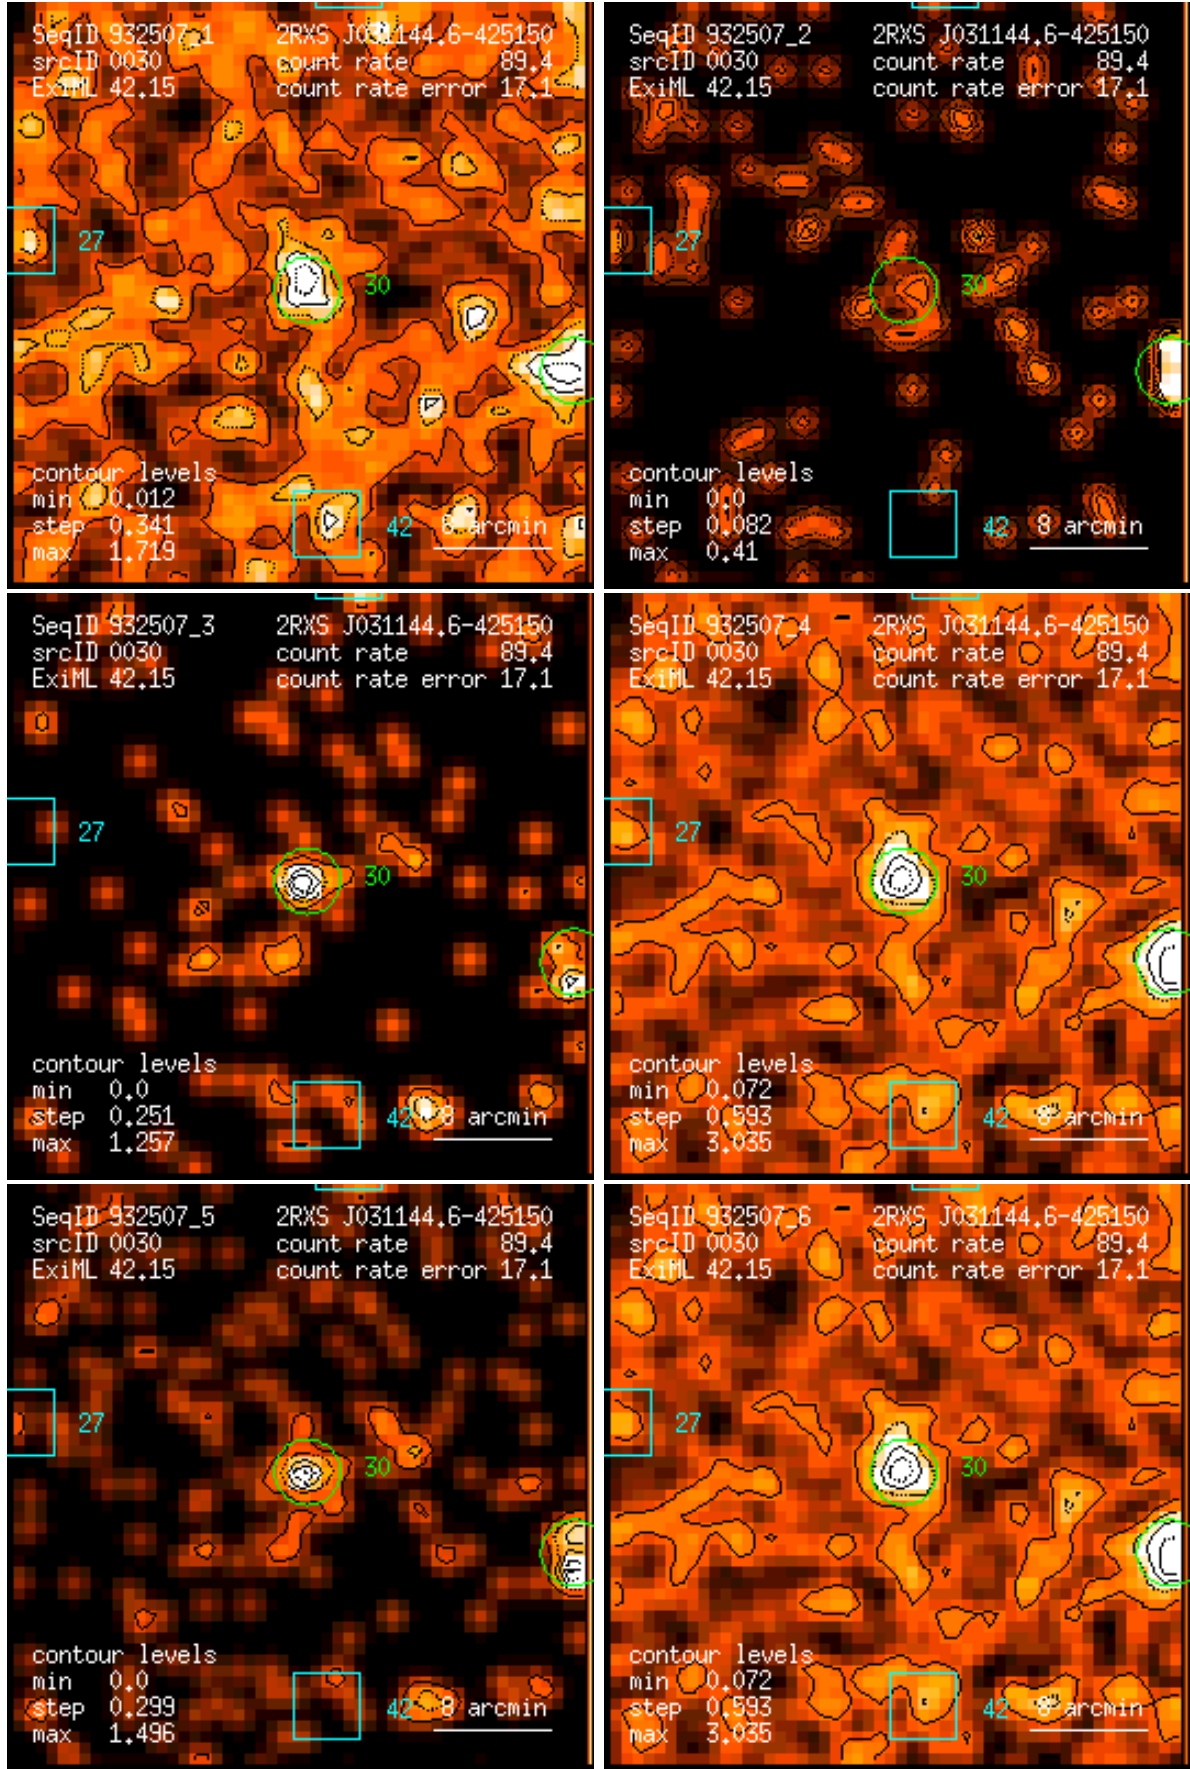 SeqID 932507_1 2RXS J031144.6-425150
srcID 0030 count rate 89.4
ExiML 42.15 count rate error 17.1
27
30
contour levels
min 0.012
step 0.341 42 8 arcmin
max 1.719
SeqID 932507_2 2RXS J031144.6-425150
srcID 0030 count rate 89.4
ExiML 42.15 count rate error 17.1
27
30
contour levels
min 0.0
step 0.082 42 8 arcmin
max 0.41
SeqID 932507_3 2RXS J031144.6-425150
srcID 0030 count rate 89.4
ExiML 42.15 count rate error 17.1
27
30
contour levels
min 0.0
step 0.251 42 8 arcmin
max 1.257
SeqID 932507_4 2RXS J031144.6-425150
srcID 0030 count rate 89.4
ExiML 42.15 count rate error 17.1
27
30
contour levels
min 0.072
step 0.593 42 8 arcmin
max 3.035
SeqID 932507_5 2RXS J031144.6-425150
srcID 0030 count rate 89.4
ExiML 42.15 count rate error 17.1
27
30
contour levels
min 0.0
step 0.299 42 8 arcmin
max 1.496
SeqID 932507_6 2RXS J031144.6-425150
srcID 0030 count rate 89.4
ExiML 42.15 count rate error 17.1
27
30
contour levels
min 0.072
step 0.593 42 8 arcmin
max 3.035